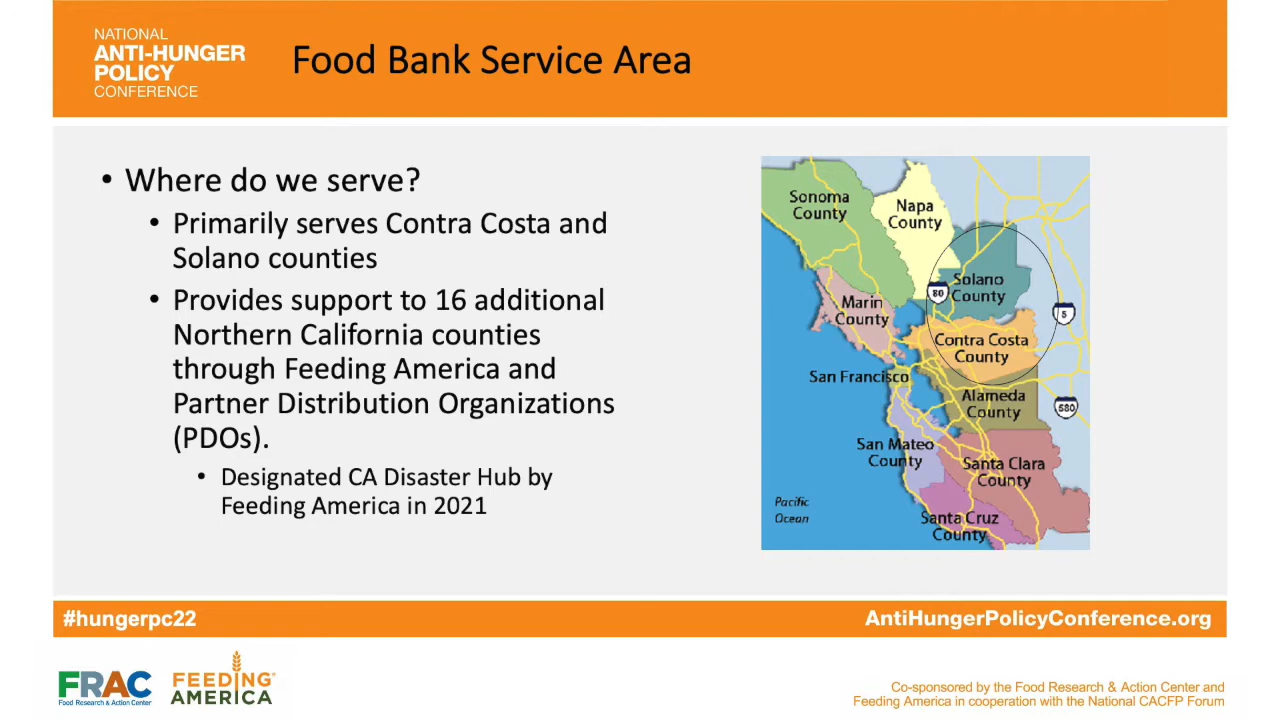 NATIONAL
ANTI-HUNGER
POLICY
CONFERENCE
Food Bank Service Area
• Where do we serve?
• Primarily serves Contra Costa and
Solano counties
• Provides support to 16 additional
Northern California counties
through Feeding America and
Partner Distribution Organizations
(PDOs).
• Designated CA Disaster Hub by
Feeding America in 2021
Sonoma
County
Napa
County
Solano
County
80
5
Marin
County
Contra Costa
County
San Francisco
Alameda
County
580
San Mateo
County
Santa Clara
County
Pacific
Ocean
Santa Cruz
County
#hungerpc22
AntiHungerPolicyConference.org
FRAC
Food Research & Action Center
FEEDING®
AMERICA
Co-sponsored by the Food Research & Action Center and
Feeding America in cooperation with the National CACFP Forum